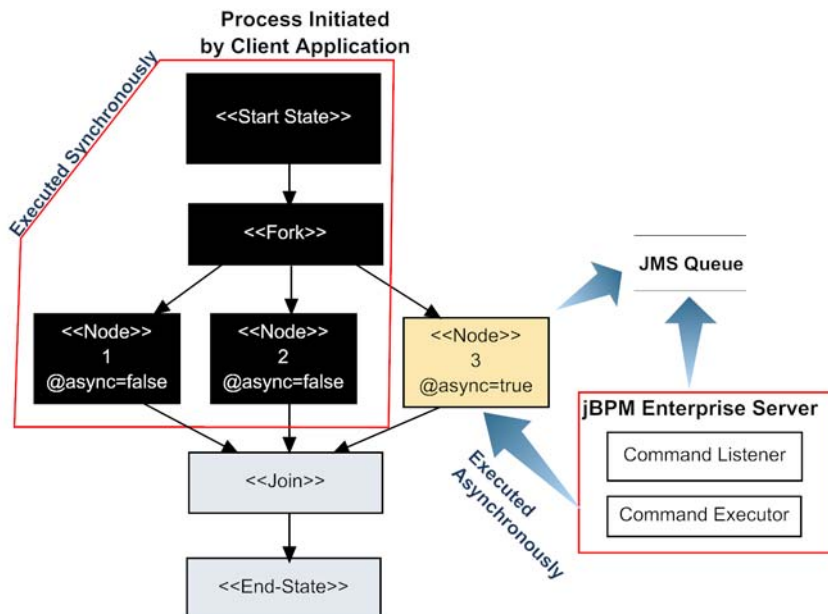 Process Initiated
by Client Application
Executed Synchronously
<<Start State>>
<<Fork>>
<<Node>>
1
@async=false
<<Node>>
2
@async=false
<<Node>>
3
@async=true
JMS Queue
jBPM Enterprise Server
Command Listener
Command Executor
Executed
Asynchronously
<<Join>>
<<End-State>>